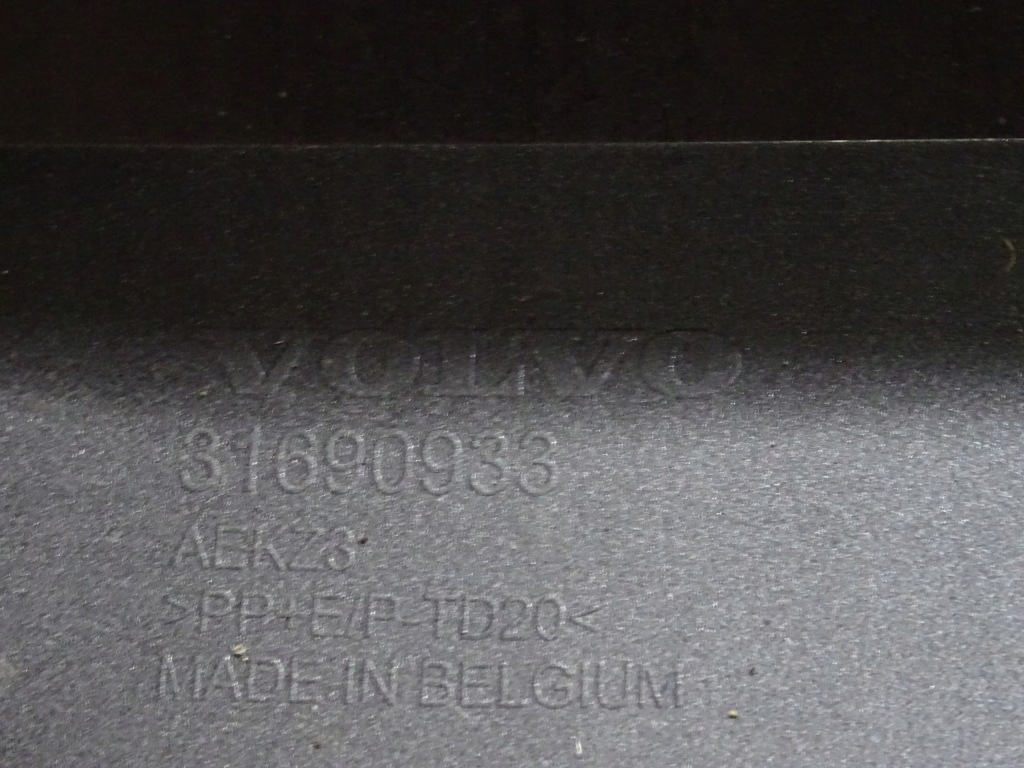 VOLVO
31690933
AEKZ3
>PP+E/P-TD20<
MADE IN BELGIUM